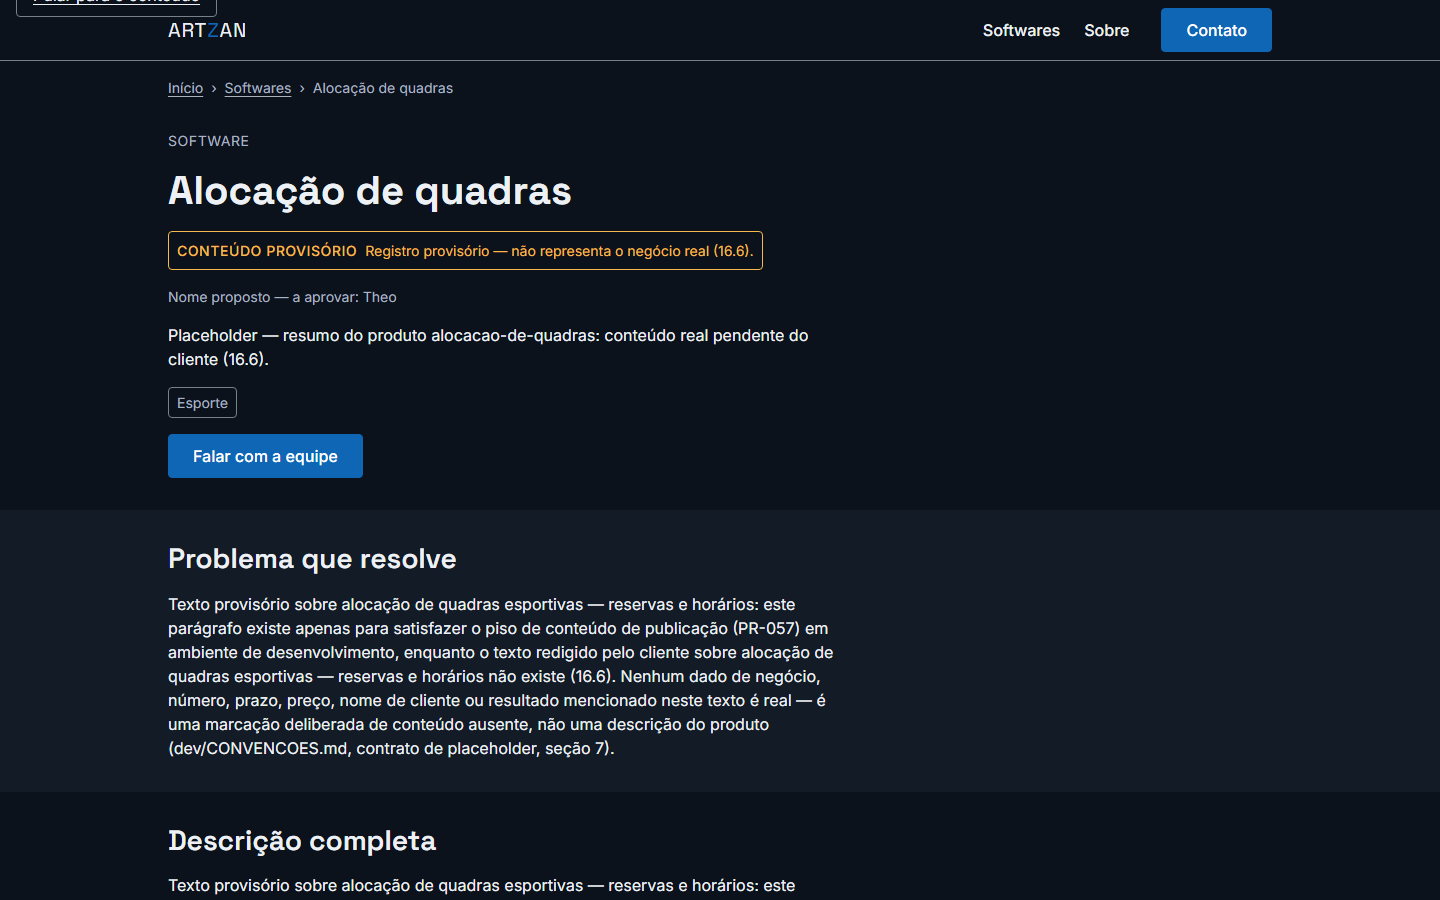 Pular para o conteúdo
ARTZAN
Softwares Sobre Contato
Início › Softwares › Alocação de quadras
SOFTWARE
Alocação de quadras
CONTEÚDO PROVISÓRIO Registro provisório — não representa o negócio real (16.6).
Nome proposto — a aprovar: Theo
Placeholder — resumo do produto alocacao-de-quadras: conteúdo real pendente do
cliente (16.6).
Esporte
Falar com a equipe
Problema que resolve
Texto provisório sobre alocação de quadras esportivas — reservas e horários: este
parágrafo existe apenas para satisfazer o piso de conteúdo de publicação (PR-057) em
ambiente de desenvolvimento, enquanto o texto redigido pelo cliente sobre alocação de
quadras esportivas — reservas e horários não existe (16.6). Nenhum dado de negócio,
número, prazo, preço, nome de cliente ou resultado mencionado neste texto é real — é
uma marcação deliberada de conteúdo ausente, não uma descrição do produto
(dev/CONVENCOES.md, contrato de placeholder, seção 7).
Descrição completa
Texto provisório sobre alocação de quadras esportivas — reservas e horários: este